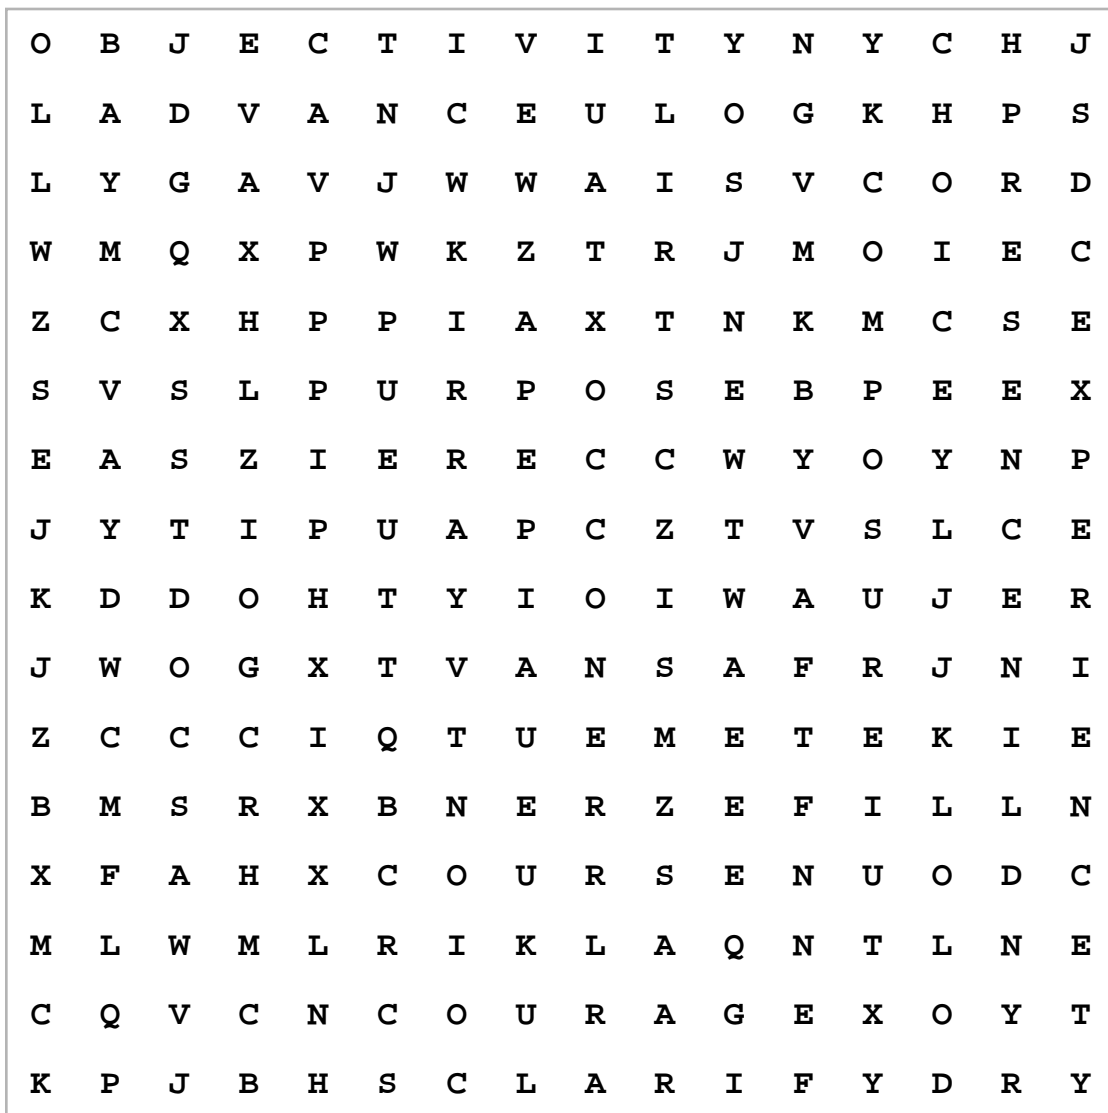 O B J E C T I V I T Y N Y C H J
L A D V A N C E U L O G K H P S
L Y G A V J W W A I S V C O R D
W M Q X P W K Z T R J M O I E C
Z C X H P P I A X T N K M C S E
S V S L P U R P O S E B P E E X
E A S Z I E R E C C W Y O Y N P
J Y T I P U A P C Z T V S L C E
K D D O H T Y I O I W A U J E R
J W O G X T V A N S A F R J N I
Z C C C I Q T U E M E T E K I E
B M S R X B N E R Z E F I L L N
X F A H X C O U R S E N U O D C
M L W M L R I K L A Q N T L N E
C Q V C N C O U R A G E X O Y T
K P J B H S C L A R I F Y D R Y